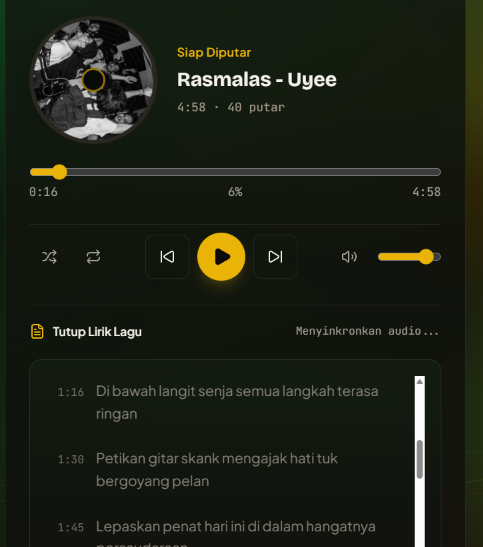 Siap Diputar
Rasmalas - Uyee
4:58 · 40 putar
0:16 6% 4:58
Tutup Lirik Lagu Menyinkronkan audio...
1:16 Di bawah langit senja semua langkah terasa
ringan
1:30 Petikan gitar skank mengajak hati tuk
bergoyang pelan
1:45 Lepaskan penat hari ini di dalam hangatnya